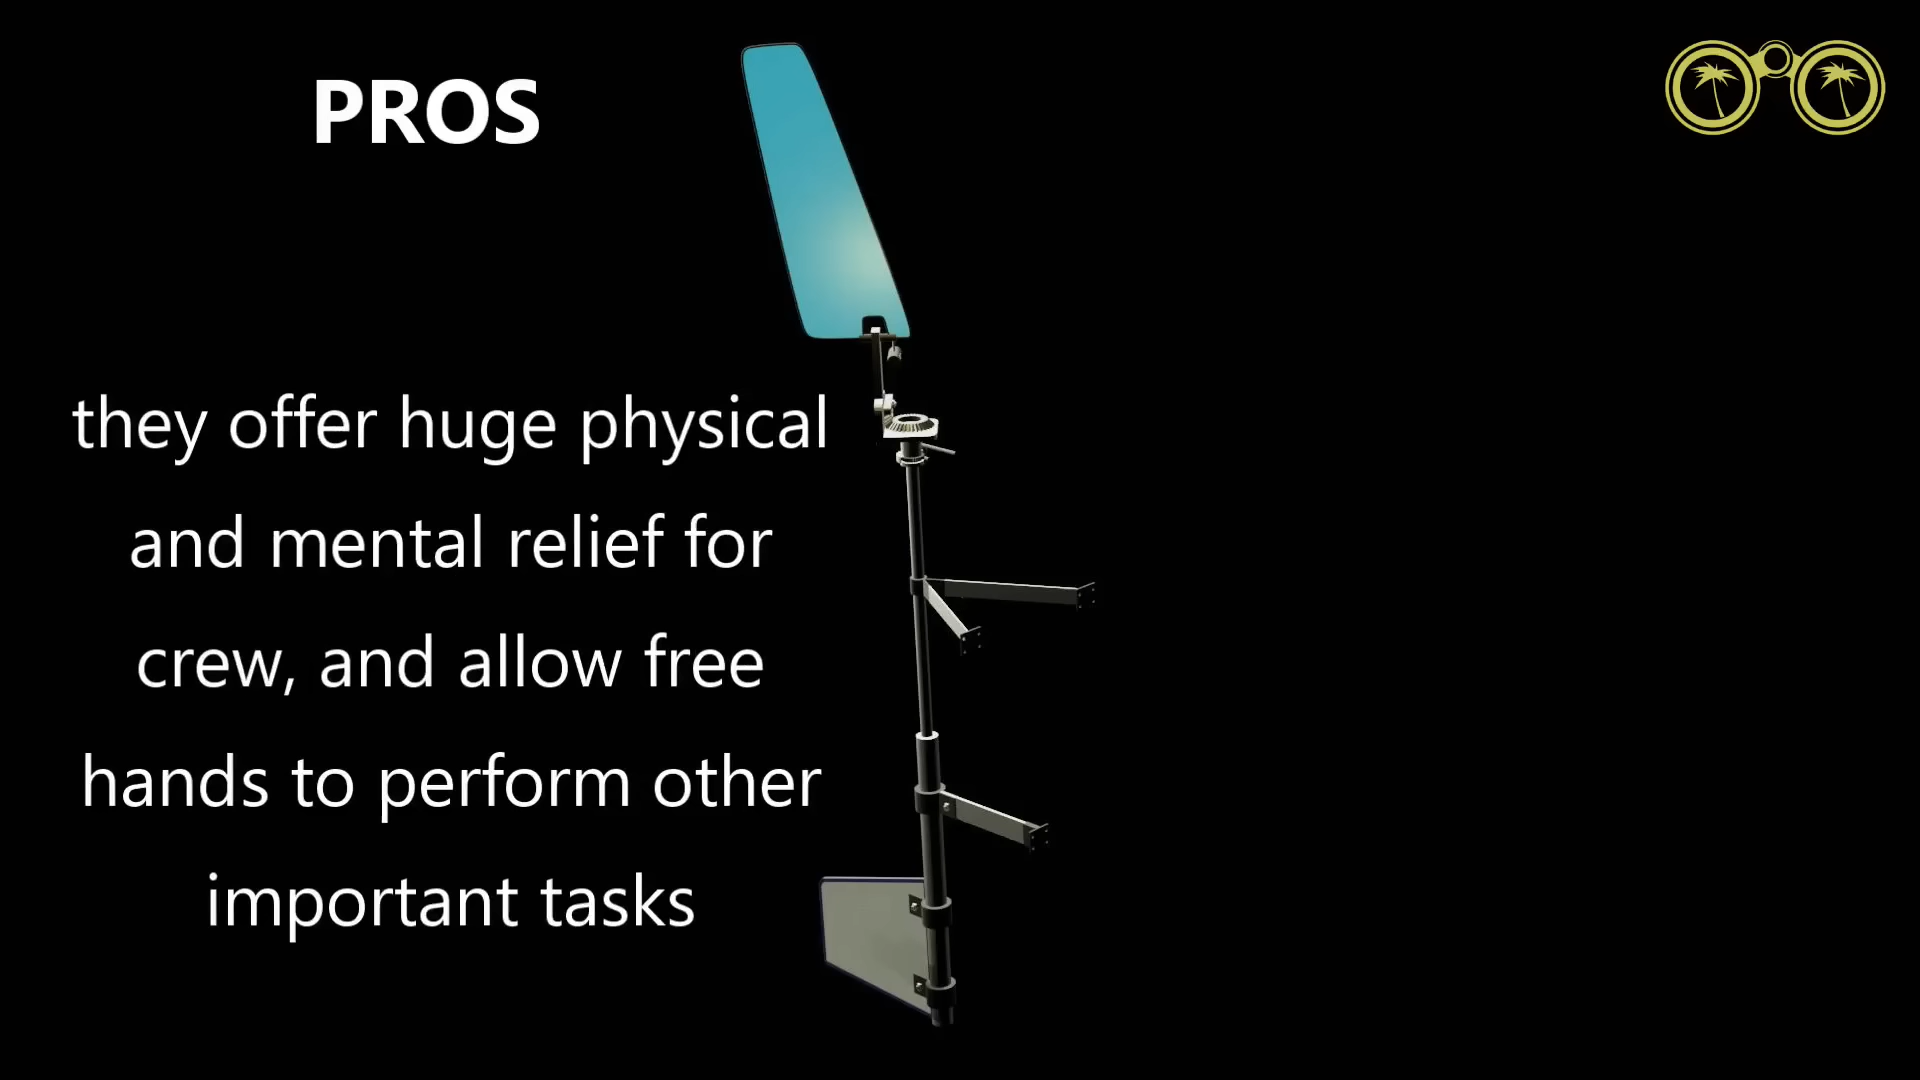 PROS
they offer huge physical
and mental relief for
crew, and allow free
hands to perform other
important tasks